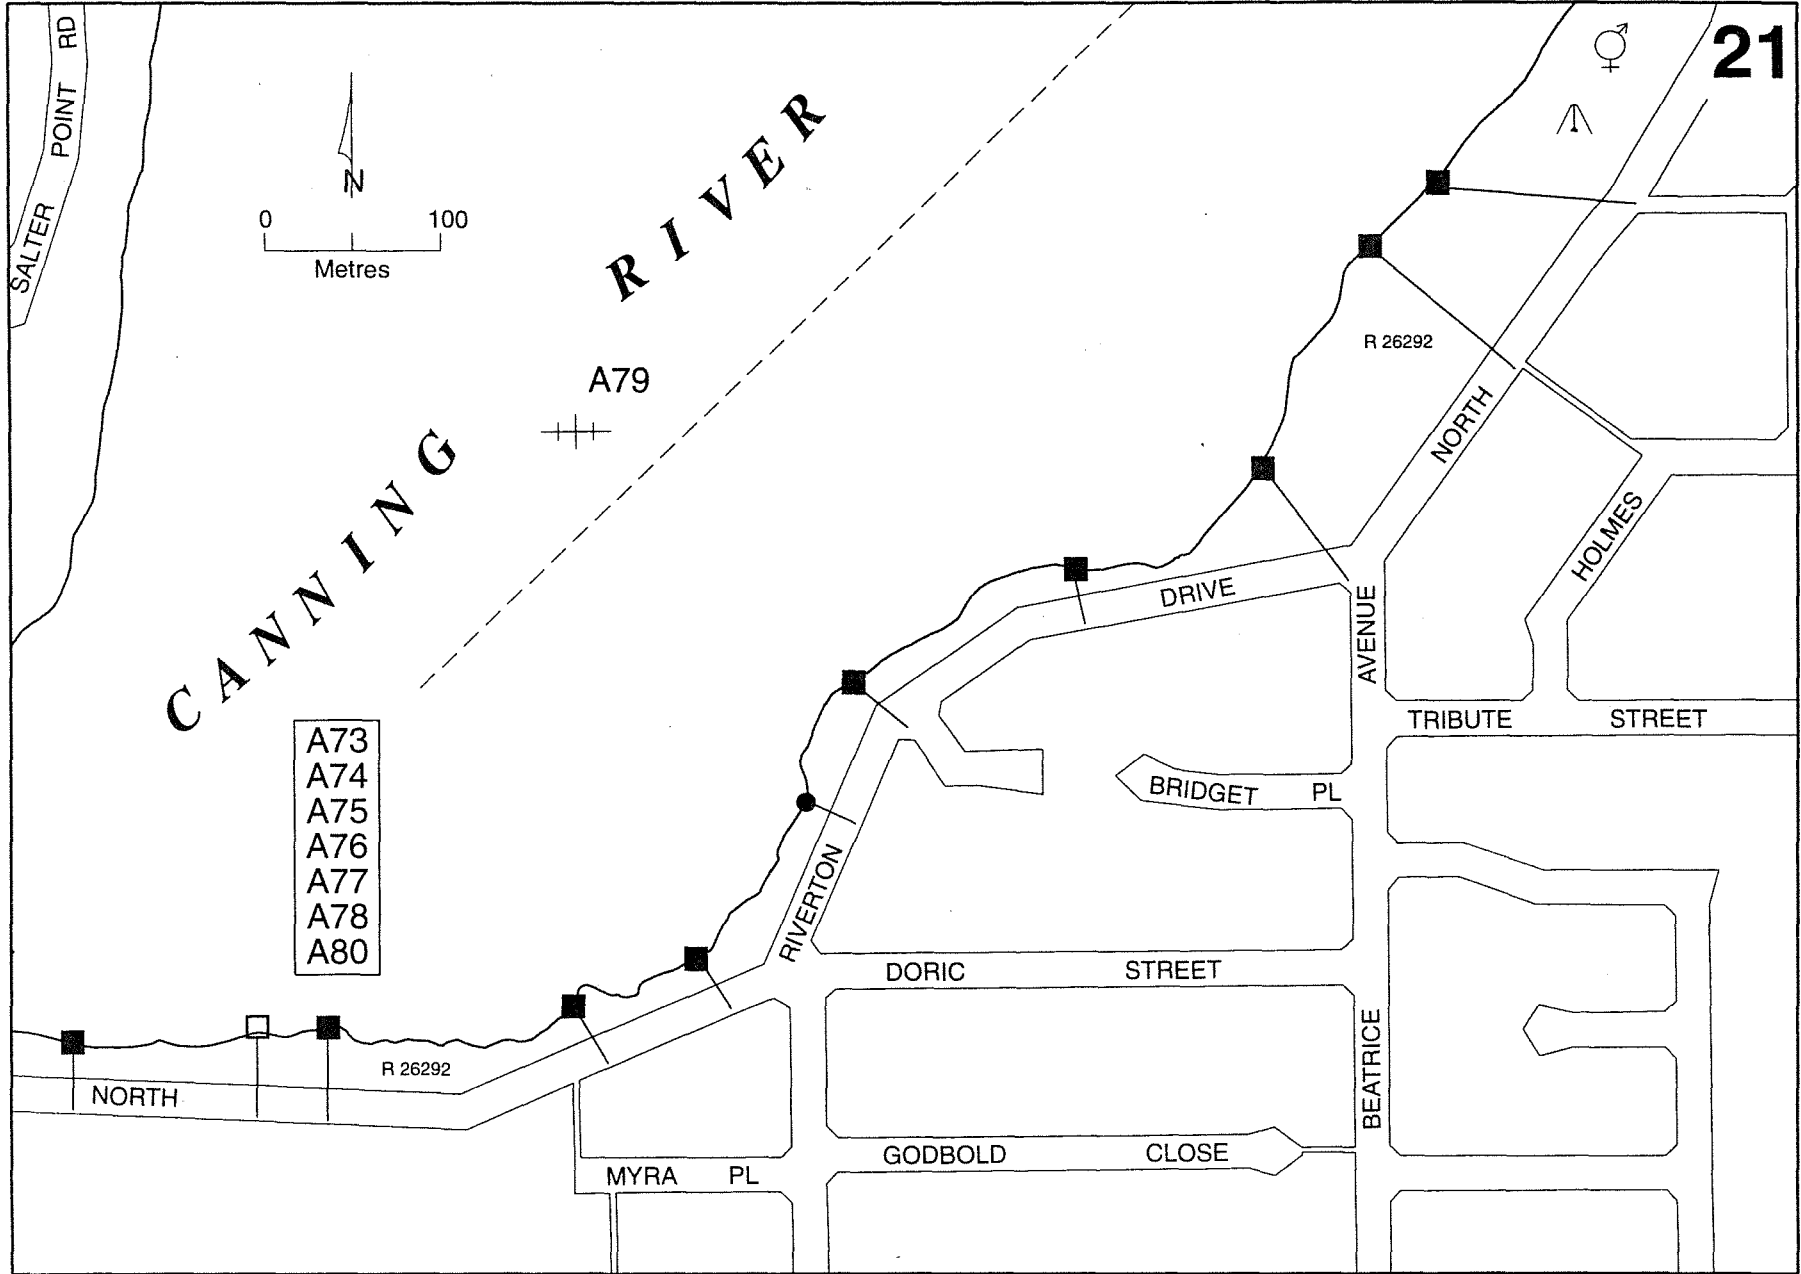 21
SALTER POINT RD
N
0 100
Metres
CANNING RIVER
A79
R 26292
NORTH
HOLMES
DRIVE
AVENUE
TRIBUTE STREET
BRIDGET PL
A73
A74
A75
A76
A77
A78
A80
RIVERTON
DORIC STREET
BEATRICE
R 26292
NORTH
GODBOLD CLOSE
MYRA PL